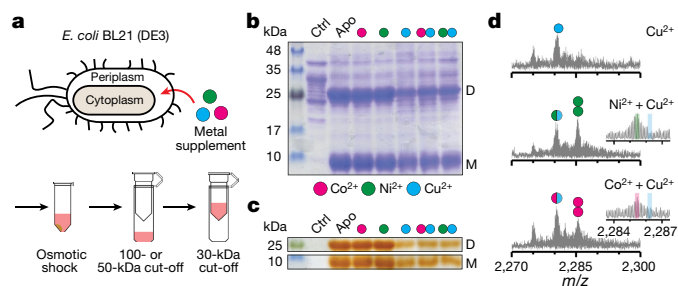 a
E. coli BL21 (DE3)
Periplasm
Cytoplasm
Metal
supplement
Osmotic
shock
100- or
50-kDa cut-off
30-kDa
cut-off
b
kDa
Ctrl
Apo
48
35
25
17
10
D
M
Co²⁺ Ni²⁺ Cu²⁺
c
kDa
Ctrl
Apo
25
10
D
M
d
Cu²⁺
Ni²⁺ + Cu²⁺
Co²⁺ + Cu²⁺
2,284 2,287
2,270 2,285 2,300
m/z